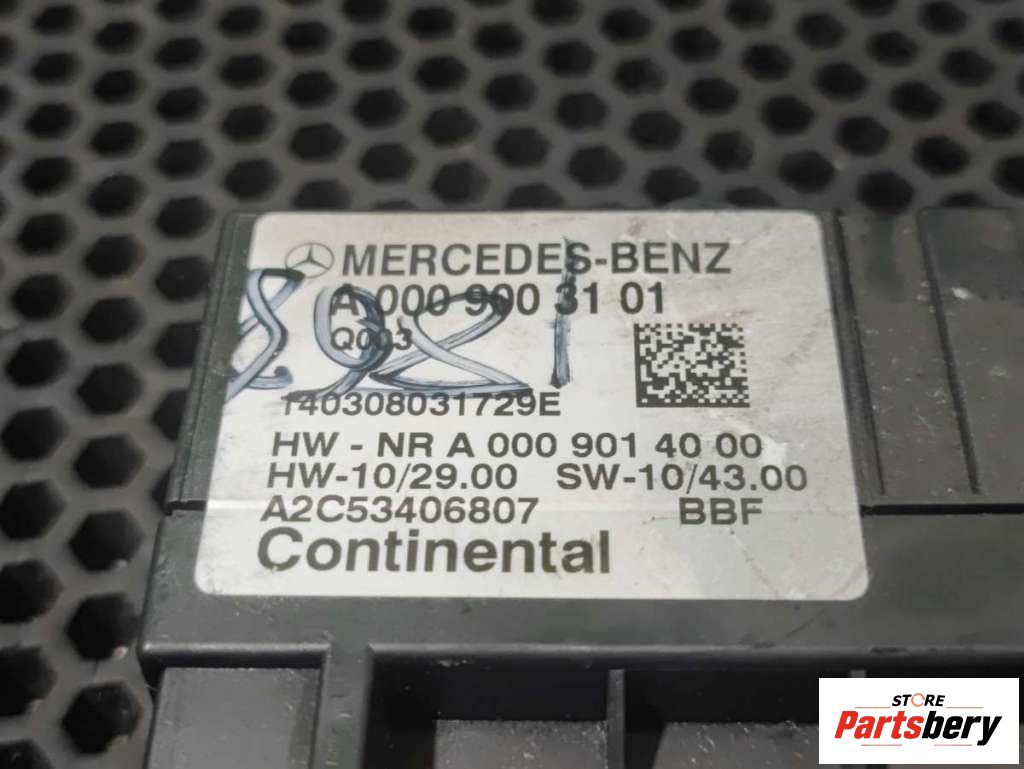 MERCEDES-BENZ
A 000 900 31 01
Q003
140308031729E
HW - NR A 000 901 40 00
HW-10/29.00 SW-10/43.00
A2C53406807 BBF
Continental
STORE
Partsbery